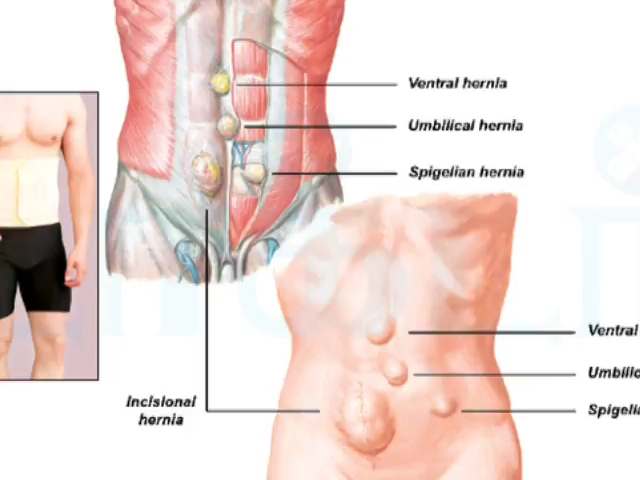 Ventral hernia
Umbilical hernia
Spigelian hernia
Ventral
Incisional
hernia